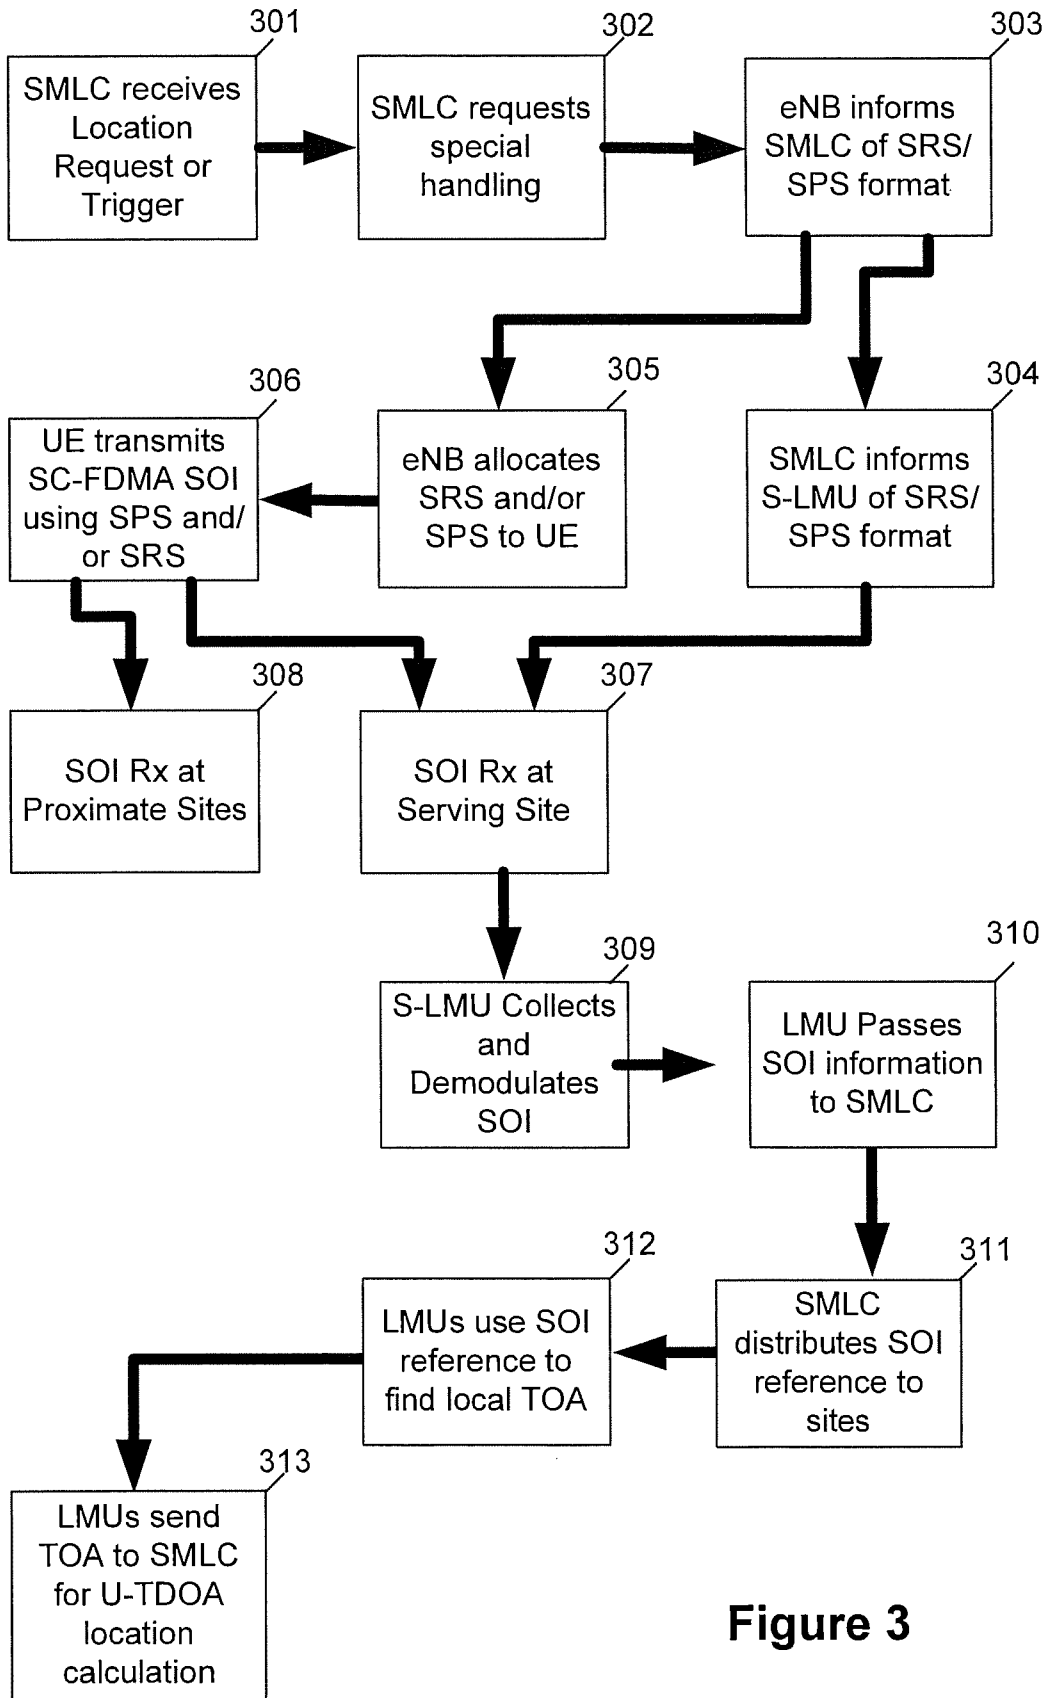 301
SMLC receives
Location
Request or
Trigger
302
SMLC requests
special
handling
303
eNB informs
SMLC of SRS/
SPS format
306
UE transmits
SC-FDMA SOI
using SPS and/
or SRS
305
eNB allocates
SRS and/or
SPS to UE
304
SMLC informs
S-LMU of SRS/
SPS format
308
SOI Rx at
Proximate Sites
307
SOI Rx at
Serving Site
309
S-LMU Collects
and
Demodulates
SOI
310
LMU Passes
SOI information
to SMLC
312
LMUs use SOI
reference to
find local TOA
311
SMLC
distributes SOI
reference to
sites
313
LMUs send
TOA to SMLC
for U-TDOA
location
calculation
Figure 3